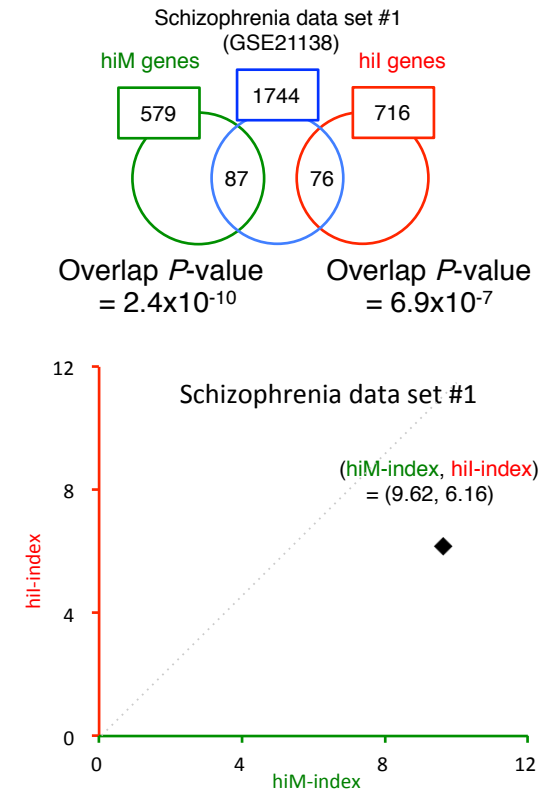 Schizophrenia data set #1
(GSE21138)
hiM genes
hiI genes
579
1744
716
87
76
Overlap P-value
= 2.4x10⁻¹⁰
Overlap P-value
= 6.9x10⁻⁷
12
Schizophrenia data set #1
(hiM-index, hiI-index)
= (9.62, 6.16)
8
hiI-index
4
0
0
4
8
12
hiM-index